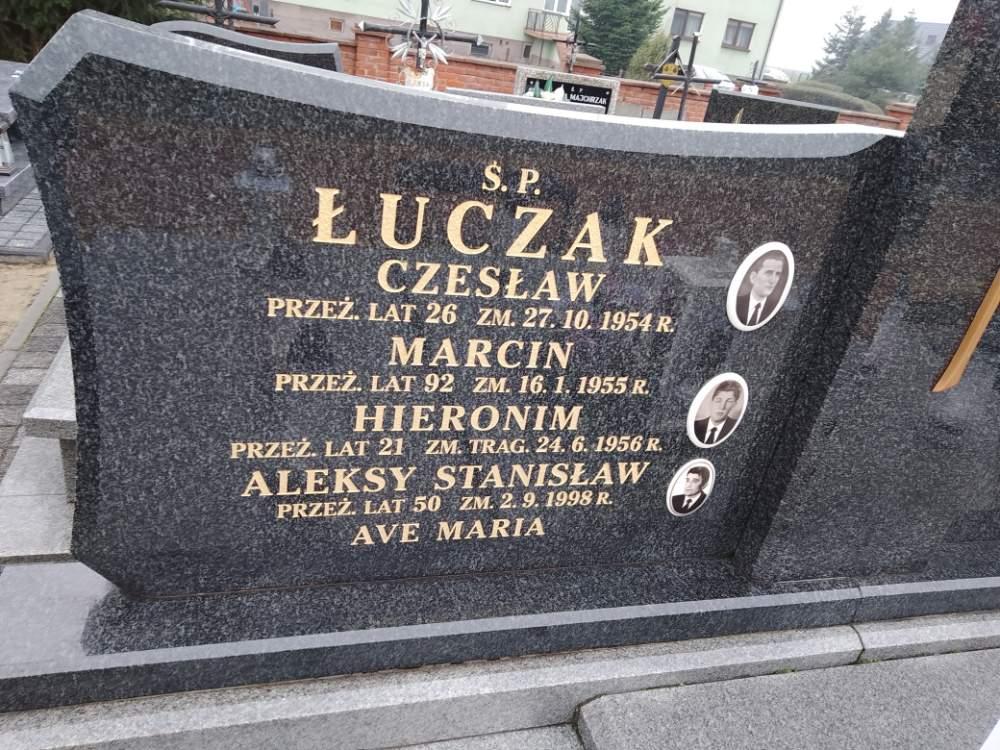 Ś. P.
MAJCHRZAK
Ś. P.
ŁUCZAK
CZESŁAW
PRZEŻ. LAT 26 ZM. 27. 10. 1954 R.
MARCIN
PRZEŻ. LAT 92 ZM. 16. 1. 1955 R.
HIERONIM
PRZEŻ. LAT 21 ZM. TRAG. 24. 6. 1956 R.
ALEKSY STANISŁAW
PRZEŻ. LAT 50 ZM. 2. 9. 1998 R.
AVE MARIA